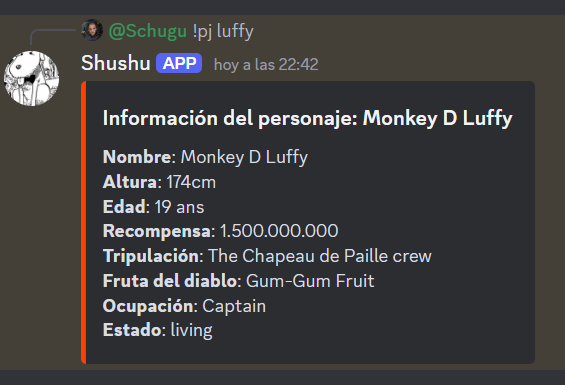 @Schugu !pj luffy
Shushu APP hoy a las 22:42
Información del personaje: Monkey D Luffy
Nombre: Monkey D Luffy
Altura: 174cm
Edad: 19 ans
Recompensa: 1.500.000.000
Tripulación: The Chapeau de Paille crew
Fruta del diablo: Gum-Gum Fruit
Ocupación: Captain
Estado: living